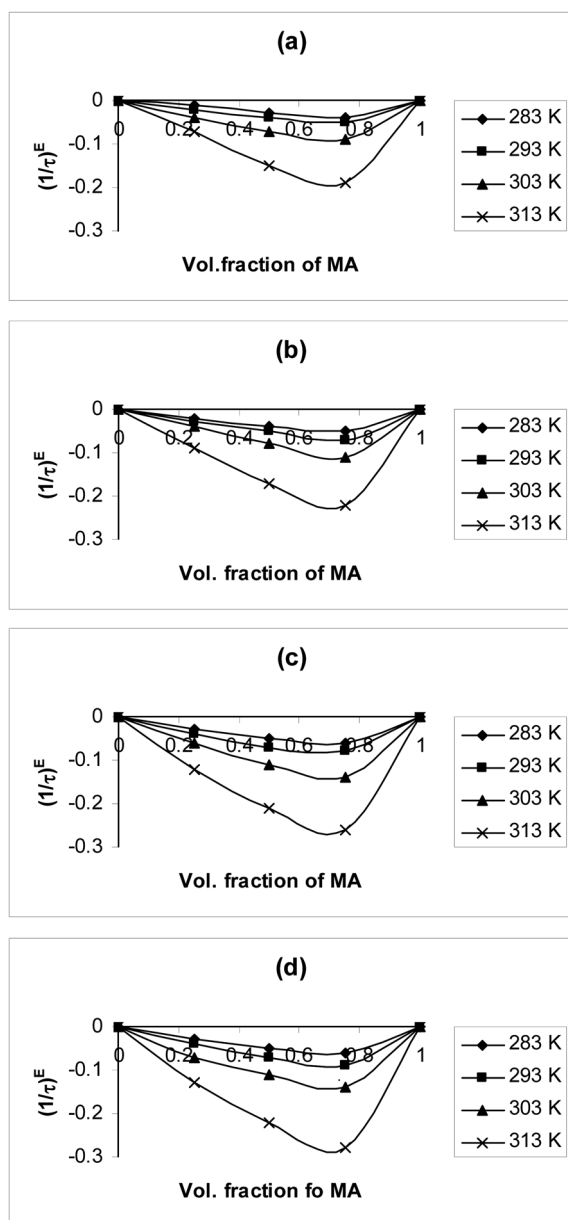 (a)
0
0 0.2 0.4 0.6 0.8 1
-0.1
-0.2
-0.3
(1/τ)ᴱ
Vol.fraction of MA
283 K
293 K
303 K
313 K
(b)
0
0 0.2 0.4 0.6 0.8 1
-0.1
-0.2
-0.3
(1/τ)ᴱ
Vol. fraction of MA
283 K
293 K
303 K
313 K
(c)
0
0 0.2 0.4 0.6 0.8 1
-0.1
-0.2
-0.3
(1/τ)ᴱ
Vol. fraction of MA
283 K
293 K
303 K
313 K
(d)
0
0 0.2 0.4 0.6 0.8 1
-0.1
-0.2
-0.3
(1/τ)ᴱ
Vol. fraction fo MA
283 K
293 K
303 K
313 K